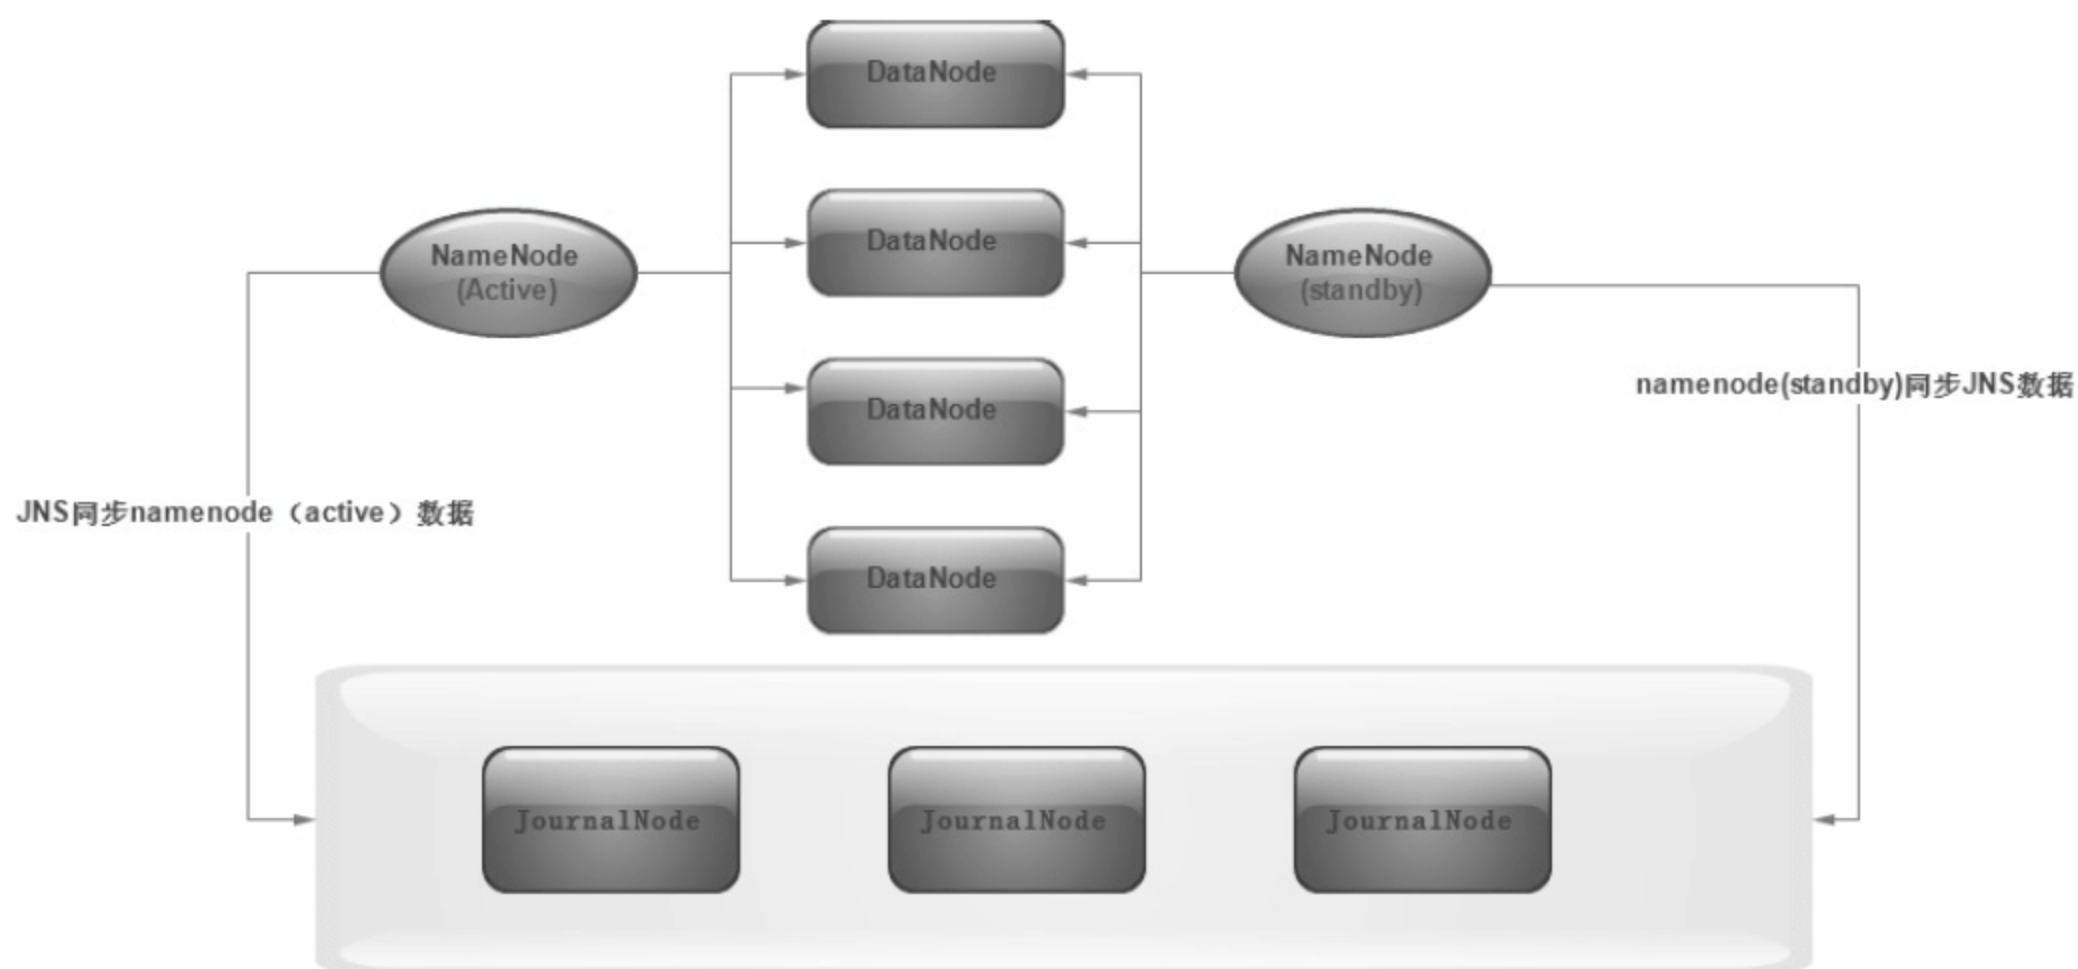 DataNode
DataNode
NameNode
(Active)
NameNode
(standby)
namenode(standby)同步JNS数据
DataNode
JNS同步namenode（active）数据
DataNode
JournalNode
JournalNode
JournalNode